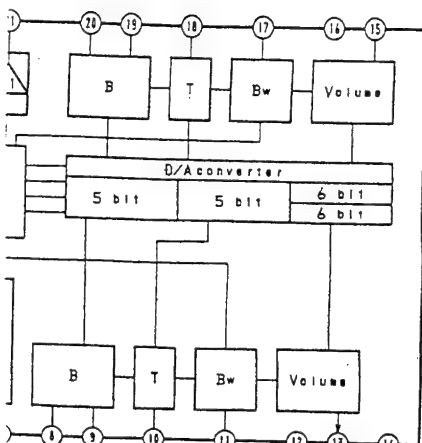 20 19 18 17 16 15
B T Bw Volume
D/A converter
5 bit 5 bit 6 bit
6 bit
B T Bw Volume
8 9 10 11 12 13 14